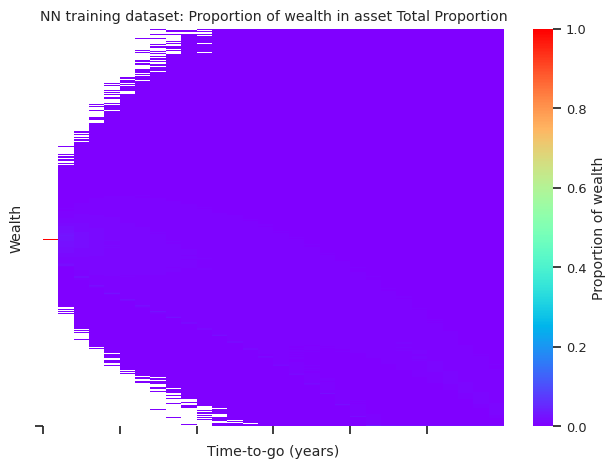 NN training dataset: Proportion of wealth in asset Total Proportion
Wealth
Time-to-go (years)
1.0
0.8
0.6
0.4
0.2
0.0
Proportion of wealth